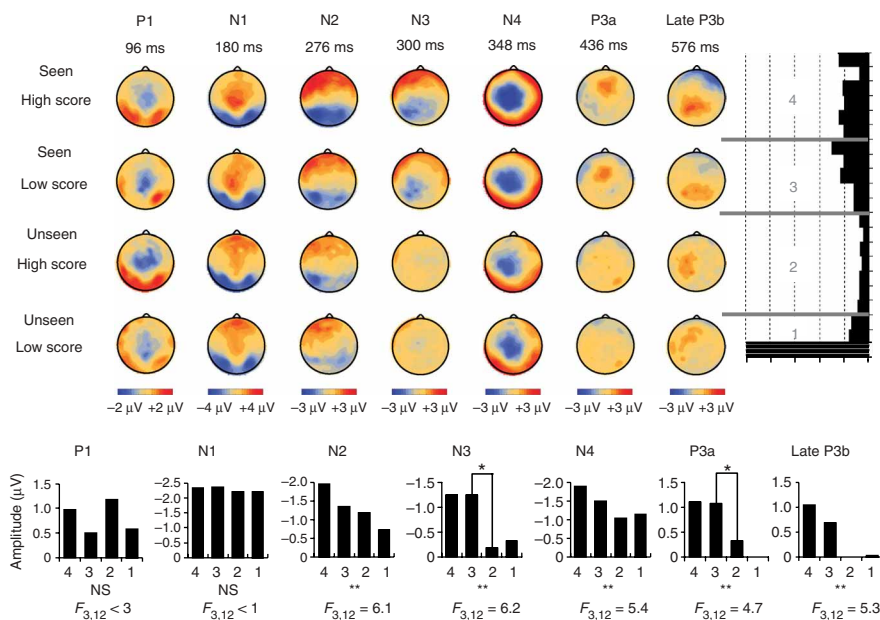 P1 N1 N2 N3 N4 P3a Late P3b
96 ms 180 ms 276 ms 300 ms 348 ms 436 ms 576 ms
Seen
High score
Seen
Low score
Unseen
High score
Unseen
Low score
4
3
2
1
−2 µV +2 µV −4 µV +4 µV −3 µV +3 µV −3 µV +3 µV −3 µV +3 µV −3 µV +3 µV −3 µV +3 µV
P1 N1 N2 N3 N4 P3a Late P3b
Amplitude (µV)
1.5 −2.5 −2.0 −1.5 −2.0 1.5 1.5
1.0 −2.0 −1.5 −1.0 −1.5 1.0 1.0
0.5 −1.5 −1.0 −0.5 −1.0 0.5 0.5
0 −1.0 −0.5 0 −0.5 0 0
−0.5 0 0
0
* *
4 3 2 1 4 3 2 1 4 3 2 1 4 3 2 1 4 3 2 1 4 3 2 1 4 3 2 1
NS NS ** ** ** ** **
F3,12 < 3 F3,12 < 1 F3,12 = 6.1 F3,12 = 6.2 F3,12 = 5.4 F3,12 = 4.7 F3,12 = 5.3